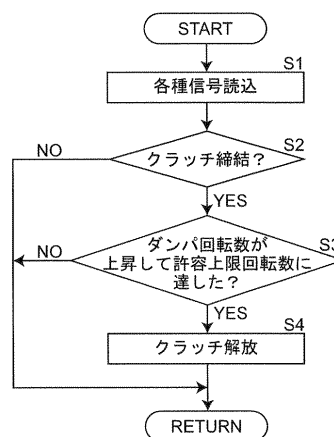 START
S1
各種信号読込
S2
NO
クラッチ締結？
YES
S3
NO
ダンパ回転数が
上昇して許容上限回転数に
達した？
YES
S4
クラッチ解放
RETURN